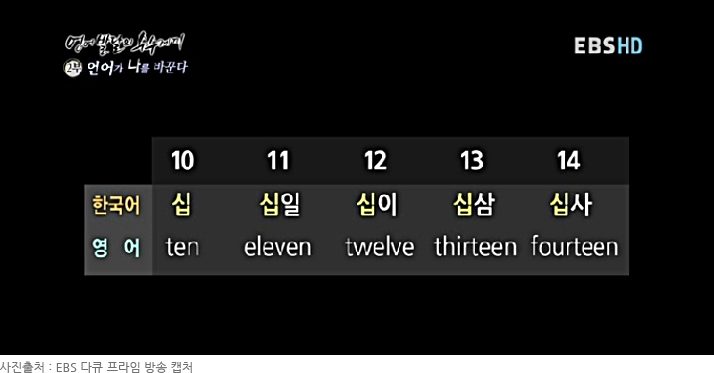 언어 발달의 수수께끼
EBS HD
2부 언어가 나를 바꾼다
10 11 12 13 14
한국어 십 십일 십이 십삼 십사
영 어 ten eleven twelve thirteen fourteen
사진출처 : EBS 다큐 프라임 방송 캡처